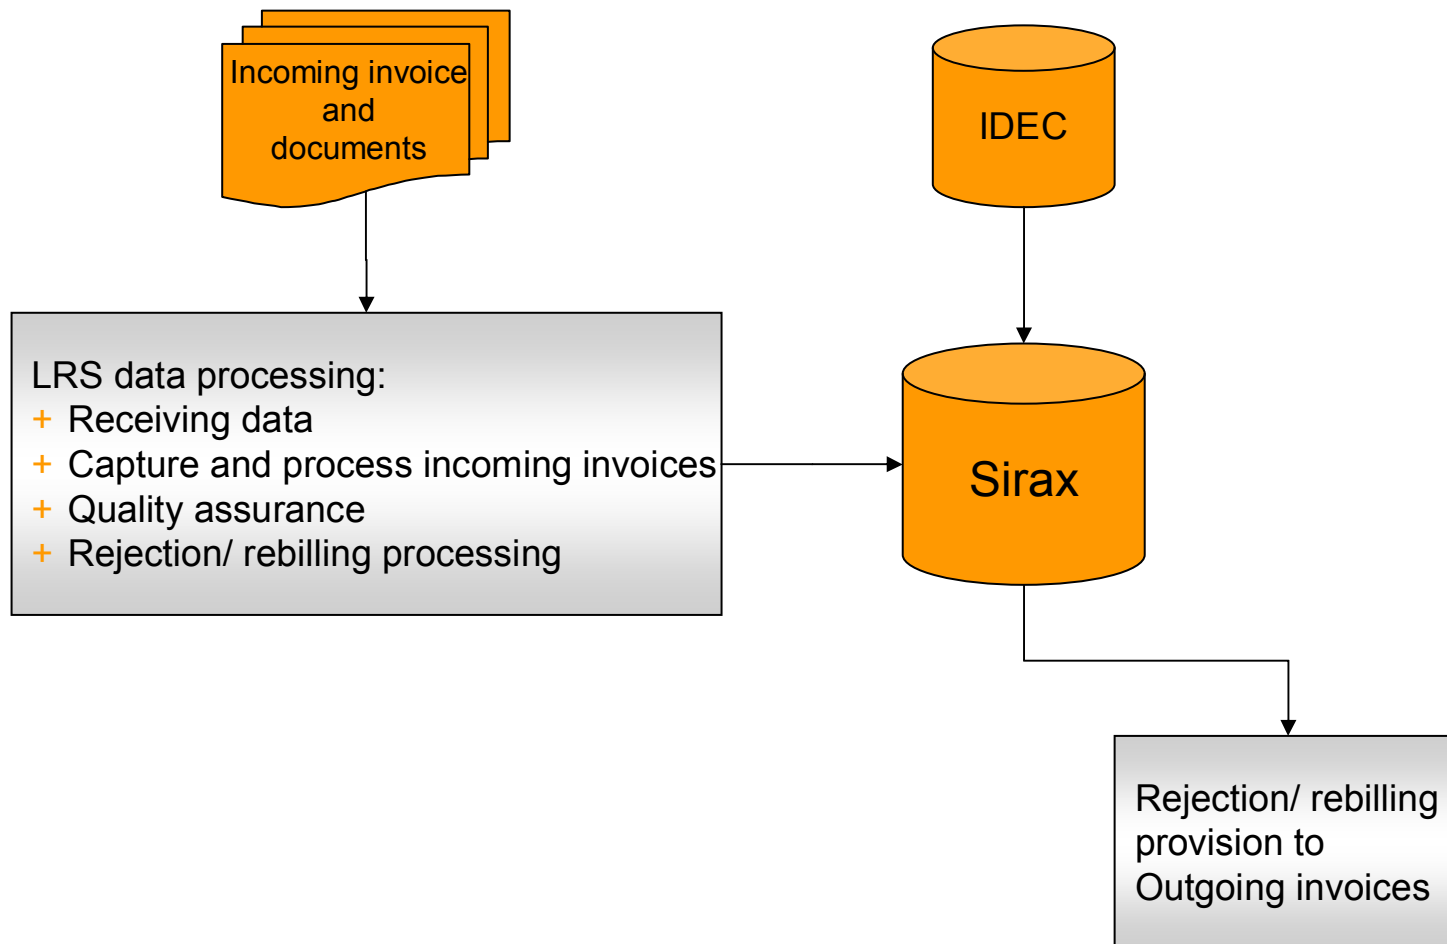 Incoming invoice
and
documents
IDEC
LRS data processing:
+ Receiving data
+ Capture and process incoming invoices
+ Quality assurance
+ Rejection/ rebilling processing
Sirax
Rejection/ rebilling
provision to
Outgoing invoices